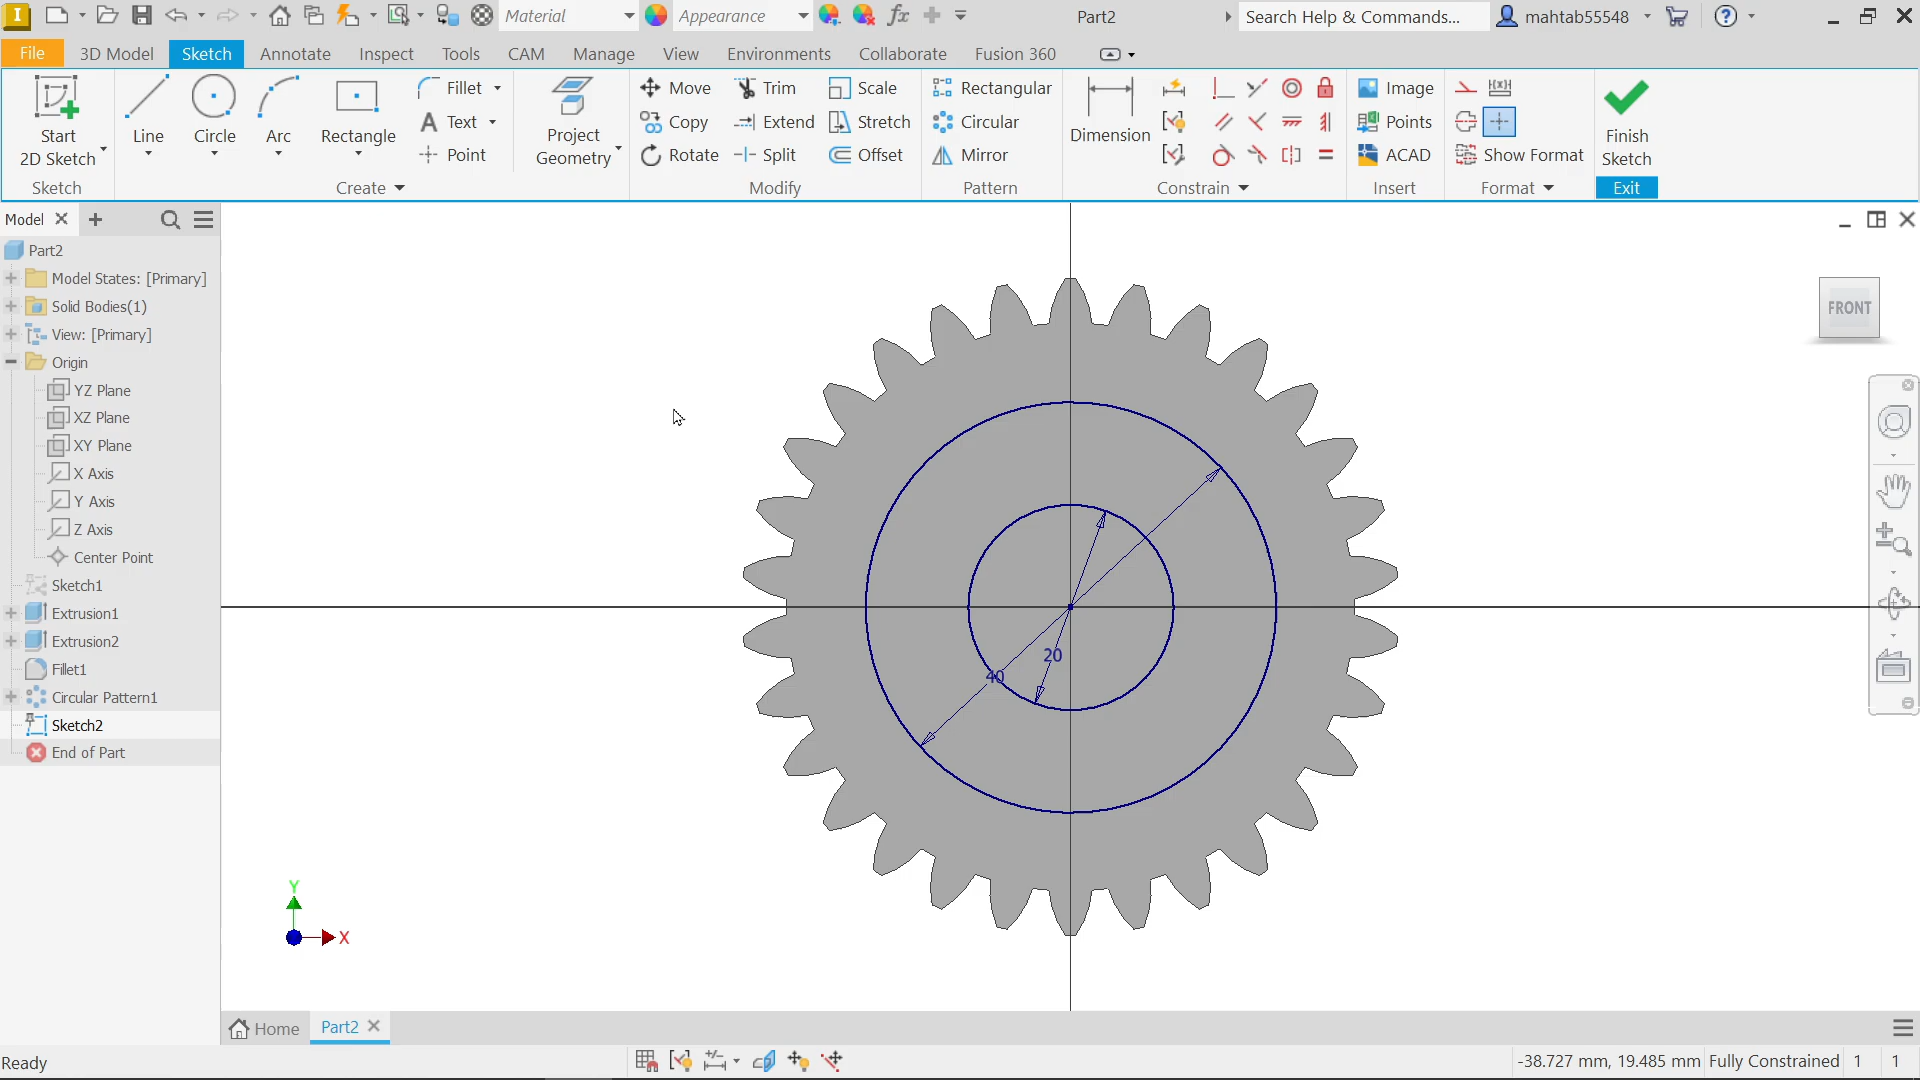 Material
Appearance
fx
Part2
Search Help & Commands...
mahtab55548
File
3D Model
Sketch
Annotate
Inspect
Tools
CAM
Manage
View
Environments
Collaborate
Fusion 360
Start
2D Sketch
Line
Circle
Arc
Rectangle
Fillet
Text
Point
Project
Geometry
Move
Trim
Scale
Copy
Extend
Stretch
Rotate
Split
Offset
Rectangular
Circular
Mirror
Dimension
Image
Points
ACAD
Show Format
Finish
Sketch
Sketch
Create
Modify
Pattern
Constrain
Insert
Format
Exit
Model
Part2
Model States: [Primary]
Solid Bodies(1)
View: [Primary]
Origin
YZ Plane
XZ Plane
XY Plane
X Axis
Y Axis
Z Axis
Center Point
Sketch1
Extrusion1
Extrusion2
Fillet1
Circular Pattern1
Sketch2
End of Part
FRONT
20
40
Y
X
Home
Part2
Ready
-38.727 mm, 19.485 mm
Fully Constrained
1
1